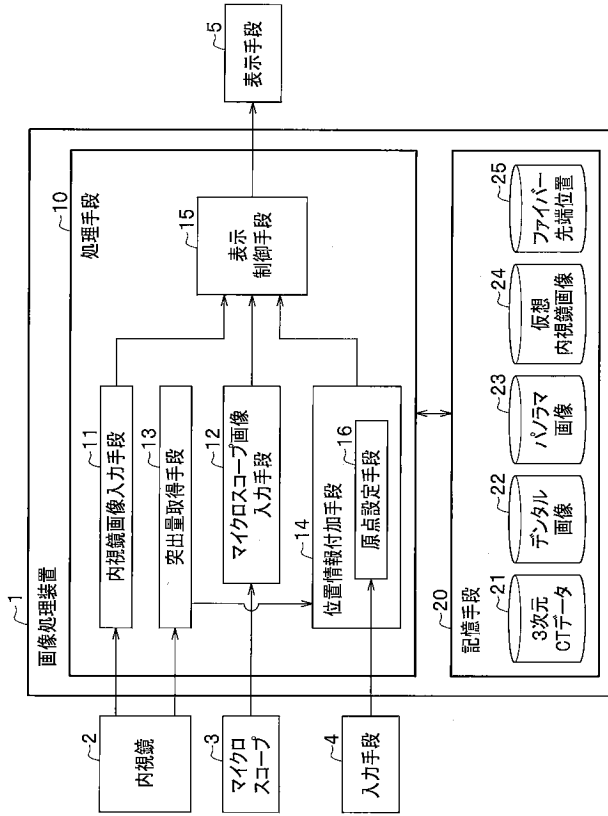 1
画像処理装置
10
処理手段
2
内視鏡
3
マイクロ
スコープ
4
入力手段
11
内視鏡画像入力手段
13
突出量取得手段
12
マイクロスコープ画像
入力手段
14
位置情報付加手段
16
原点設定手段
15
表示
制御手段
5
表示手段
20
記憶手段
21
3次元
CTデータ
22
デンタル
画像
23
パノラマ
画像
24
仮想
内視鏡画像
25
ファイバー
先端位置